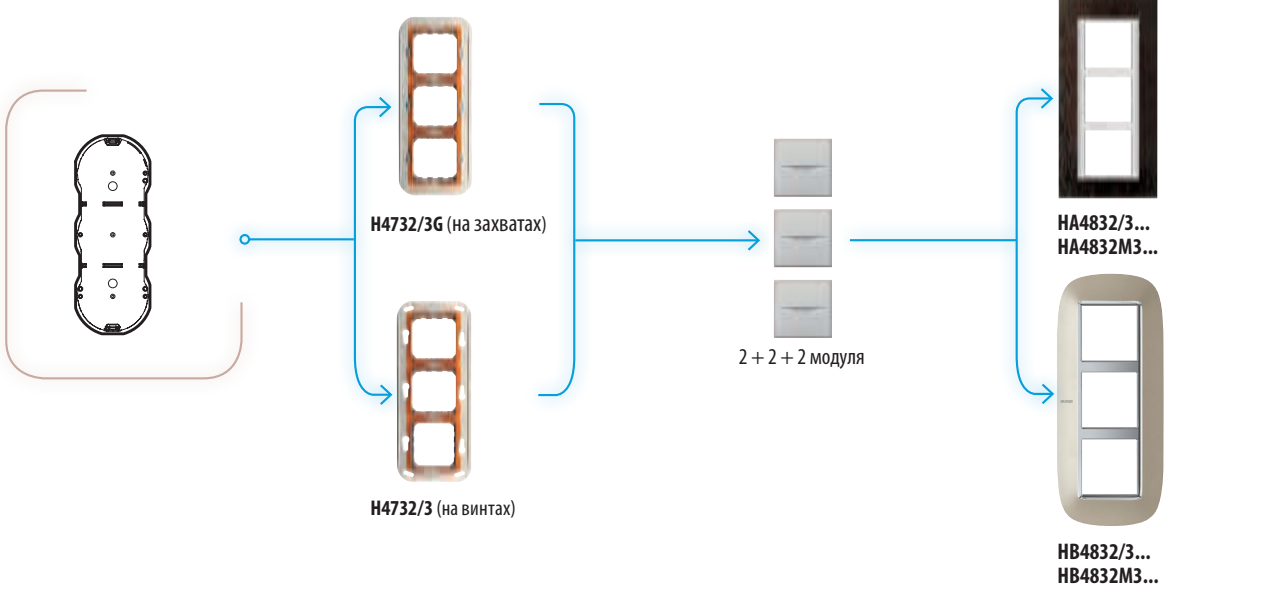 H4732/3G (на захватах)
H4732/3 (на винтах)
2 + 2 + 2 модуля
HA4832/3...
HA4832M3...
HB4832/3...
HB4832M3...